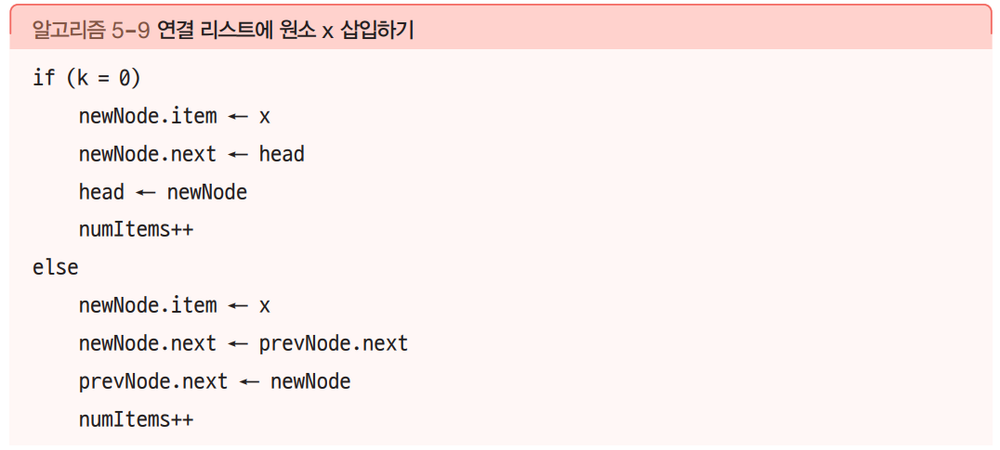 알고리즘 5-9 연결 리스트에 원소 x 삽입하기
if (k = 0)
newNode.item ← x
newNode.next ← head
head ← newNode
numItems++
else
newNode.item ← x
newNode.next ← prevNode.next
prevNode.next ← newNode
numItems++